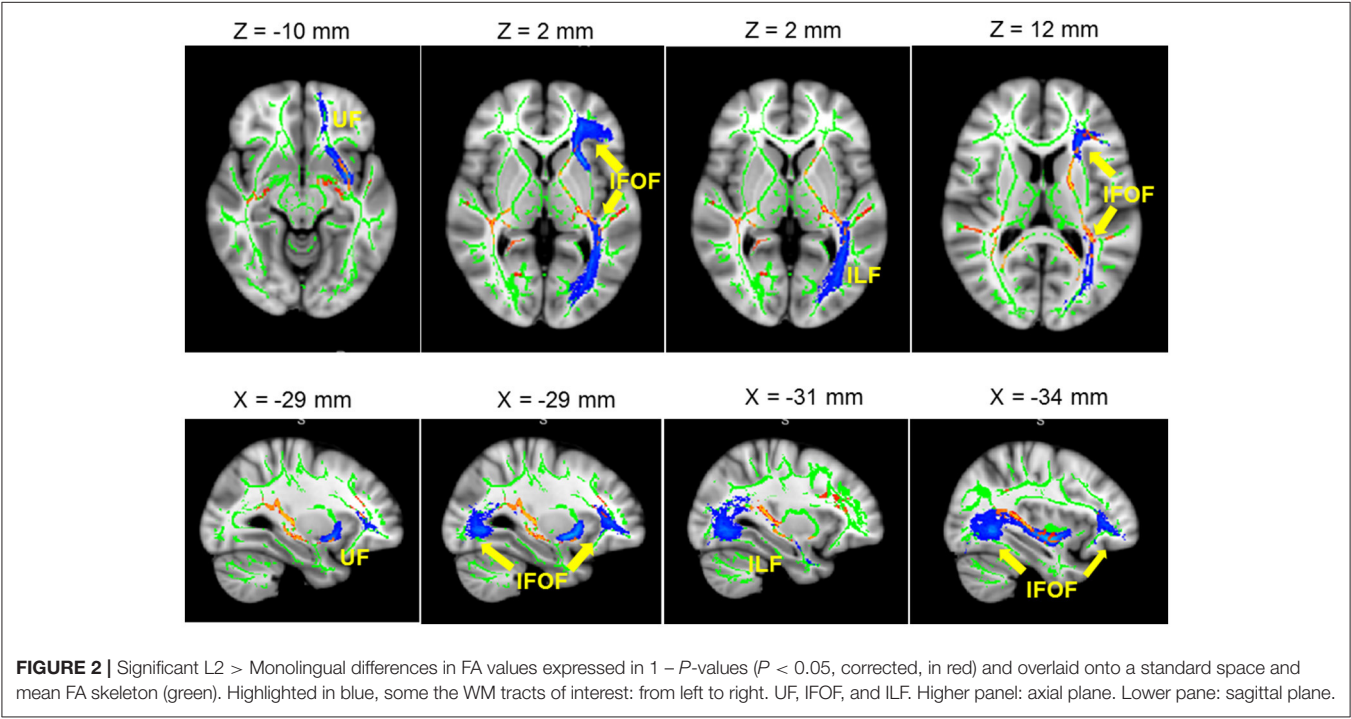 Z = -10 mm
Z = 2 mm
Z = 2 mm
Z = 12 mm
UF
IFOF
ILF
IFOF
X = -29 mm
X = -29 mm
X = -31 mm
X = -34 mm
S
S
S
S
UF
IFOF
ILF
IFOF
FIGURE 2 | Significant L2 > Monolingual differences in FA values expressed in 1 – P-values (P < 0.05, corrected, in red) and overlaid onto a standard space and
mean FA skeleton (green). Highlighted in blue, some the WM tracts of interest: from left to right. UF, IFOF, and ILF. Higher panel: axial plane. Lower pane: sagittal plane.